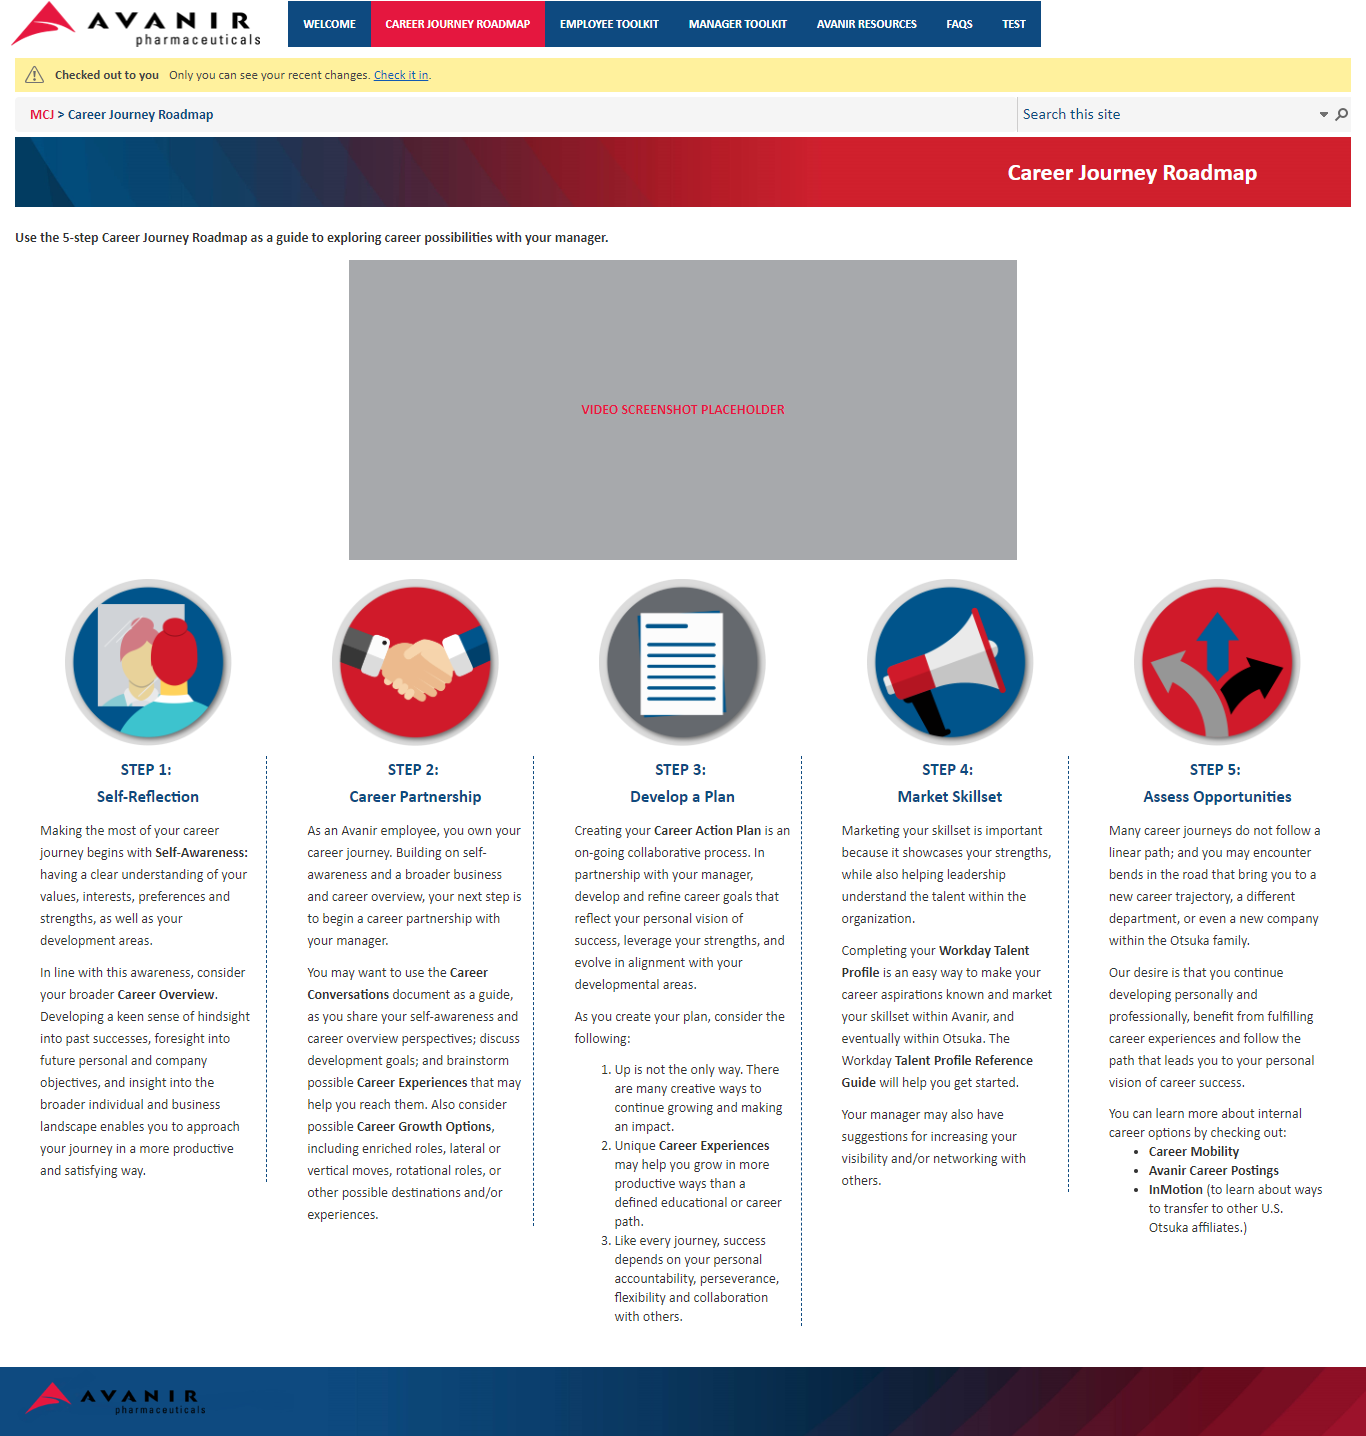 AVANIR
pharmaceuticals
WELCOME
CAREER JOURNEY ROADMAP
EMPLOYEE TOOLKIT
MANAGER TOOLKIT
AVANIR RESOURCES
FAQS
TEST
Checked out to you Only you can see your recent changes. Check it in.
MCJ > Career Journey Roadmap
Search this site
Career Journey Roadmap
Use the 5-step Career Journey Roadmap as a guide to exploring career possibilities with your manager.
VIDEO SCREENSHOT PLACEHOLDER
STEP 1:
Self-Reflection
Making the most of your career
journey begins with Self-Awareness:
having a clear understanding of your
values, interests, preferences and
strengths, as well as your
development areas.
In line with this awareness, consider
your broader Career Overview.
Developing a keen sense of hindsight
into past successes, foresight into
future personal and company
objectives, and insight into the
broader individual and business
landscape enables you to approach
your journey in a more productive
and satisfying way.
STEP 2:
Career Partnership
As an Avanir employee, you own your
career journey. Building on self-
awareness and a broader business
and career overview, your next step is
to begin a career partnership with
your manager.
You may want to use the Career
Conversations document as a guide,
as you share your self-awareness and
career overview perspectives; discuss
development goals; and brainstorm
possible Career Experiences that may
help you reach them. Also consider
possible Career Growth Options,
including enriched roles, lateral or
vertical moves, rotational roles, or
other possible destinations and/or
experiences.
STEP 3:
Develop a Plan
Creating your Career Action Plan is an
on-going collaborative process. In
partnership with your manager,
develop and refine career goals that
reflect your personal vision of
success, leverage your strengths, and
evolve in alignment with your
developmental areas.
As you create your plan, consider the
following:
1. Up is not the only way. There
are many creative ways to
continue growing and making
an impact.
2. Unique Career Experiences
may help you grow in more
productive ways than a
defined educational or career
path.
3. Like every journey, success
depends on your personal
accountability, perseverance,
flexibility and collaboration
with others.
STEP 4:
Market Skillset
Marketing your skillset is important
because it showcases your strengths,
while also helping leadership
understand the talent within the
organization.
Completing your Workday Talent
Profile is an easy way to make your
career aspirations known and market
your skillset within Avanir, and
eventually within Otsuka. The
Workday Talent Profile Reference
Guide will help you get started.
Your manager may also have
suggestions for increasing your
visibility and/or networking with
others.
STEP 5:
Assess Opportunities
Many career journeys do not follow a
linear path; and you may encounter
bends in the road that bring you to a
new career trajectory, a different
department, or even a new company
within the Otsuka family.
Our desire is that you continue
developing personally and
professionally, benefit from fulfilling
career experiences and follow the
path that leads you to your personal
vision of career success.
You can learn more about internal
career options by checking out:
• Career Mobility
• Avanir Career Postings
• InMotion (to learn about ways
to transfer to other U.S.
Otsuka affiliates.)
AVANIR
pharmaceuticals